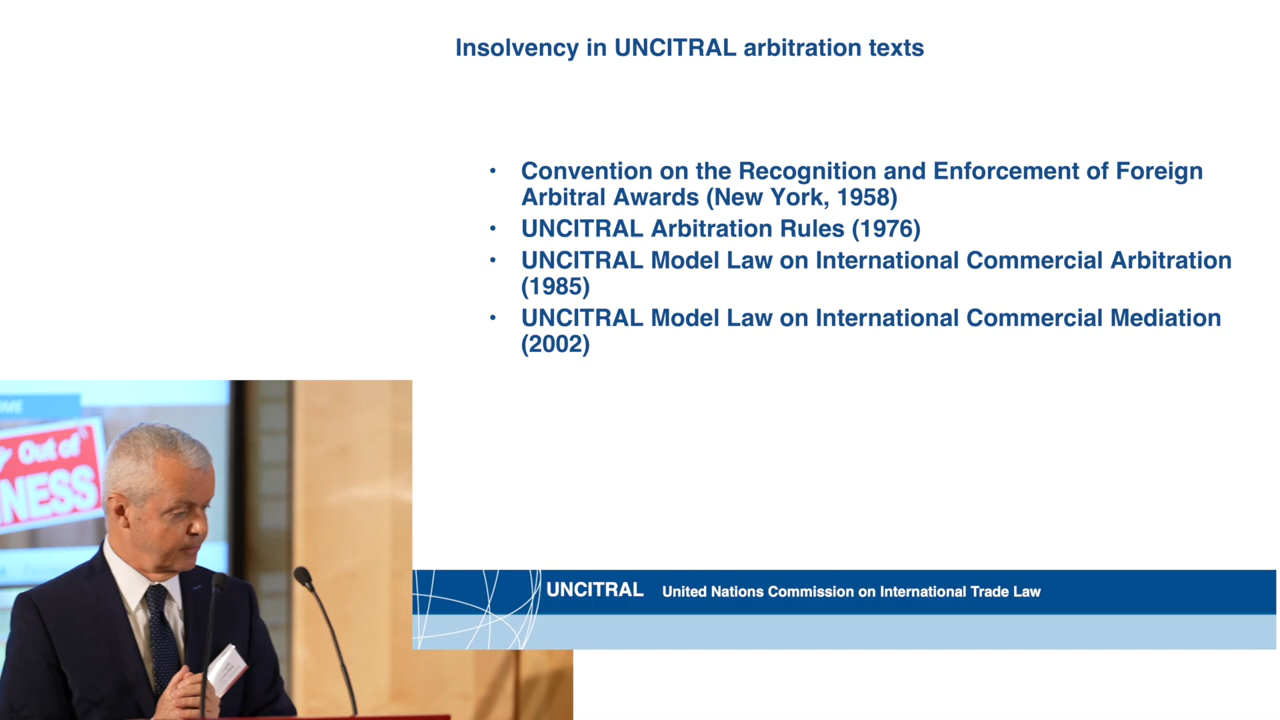 Insolvency in UNCITRAL arbitration texts
• Convention on the Recognition and Enforcement of Foreign
Arbitral Awards (New York, 1958)
• UNCITRAL Arbitration Rules (1976)
• UNCITRAL Model Law on International Commercial Arbitration
(1985)
• UNCITRAL Model Law on International Commercial Mediation
(2002)
Out of
NESS
UNCITRAL United Nations Commission on International Trade Law